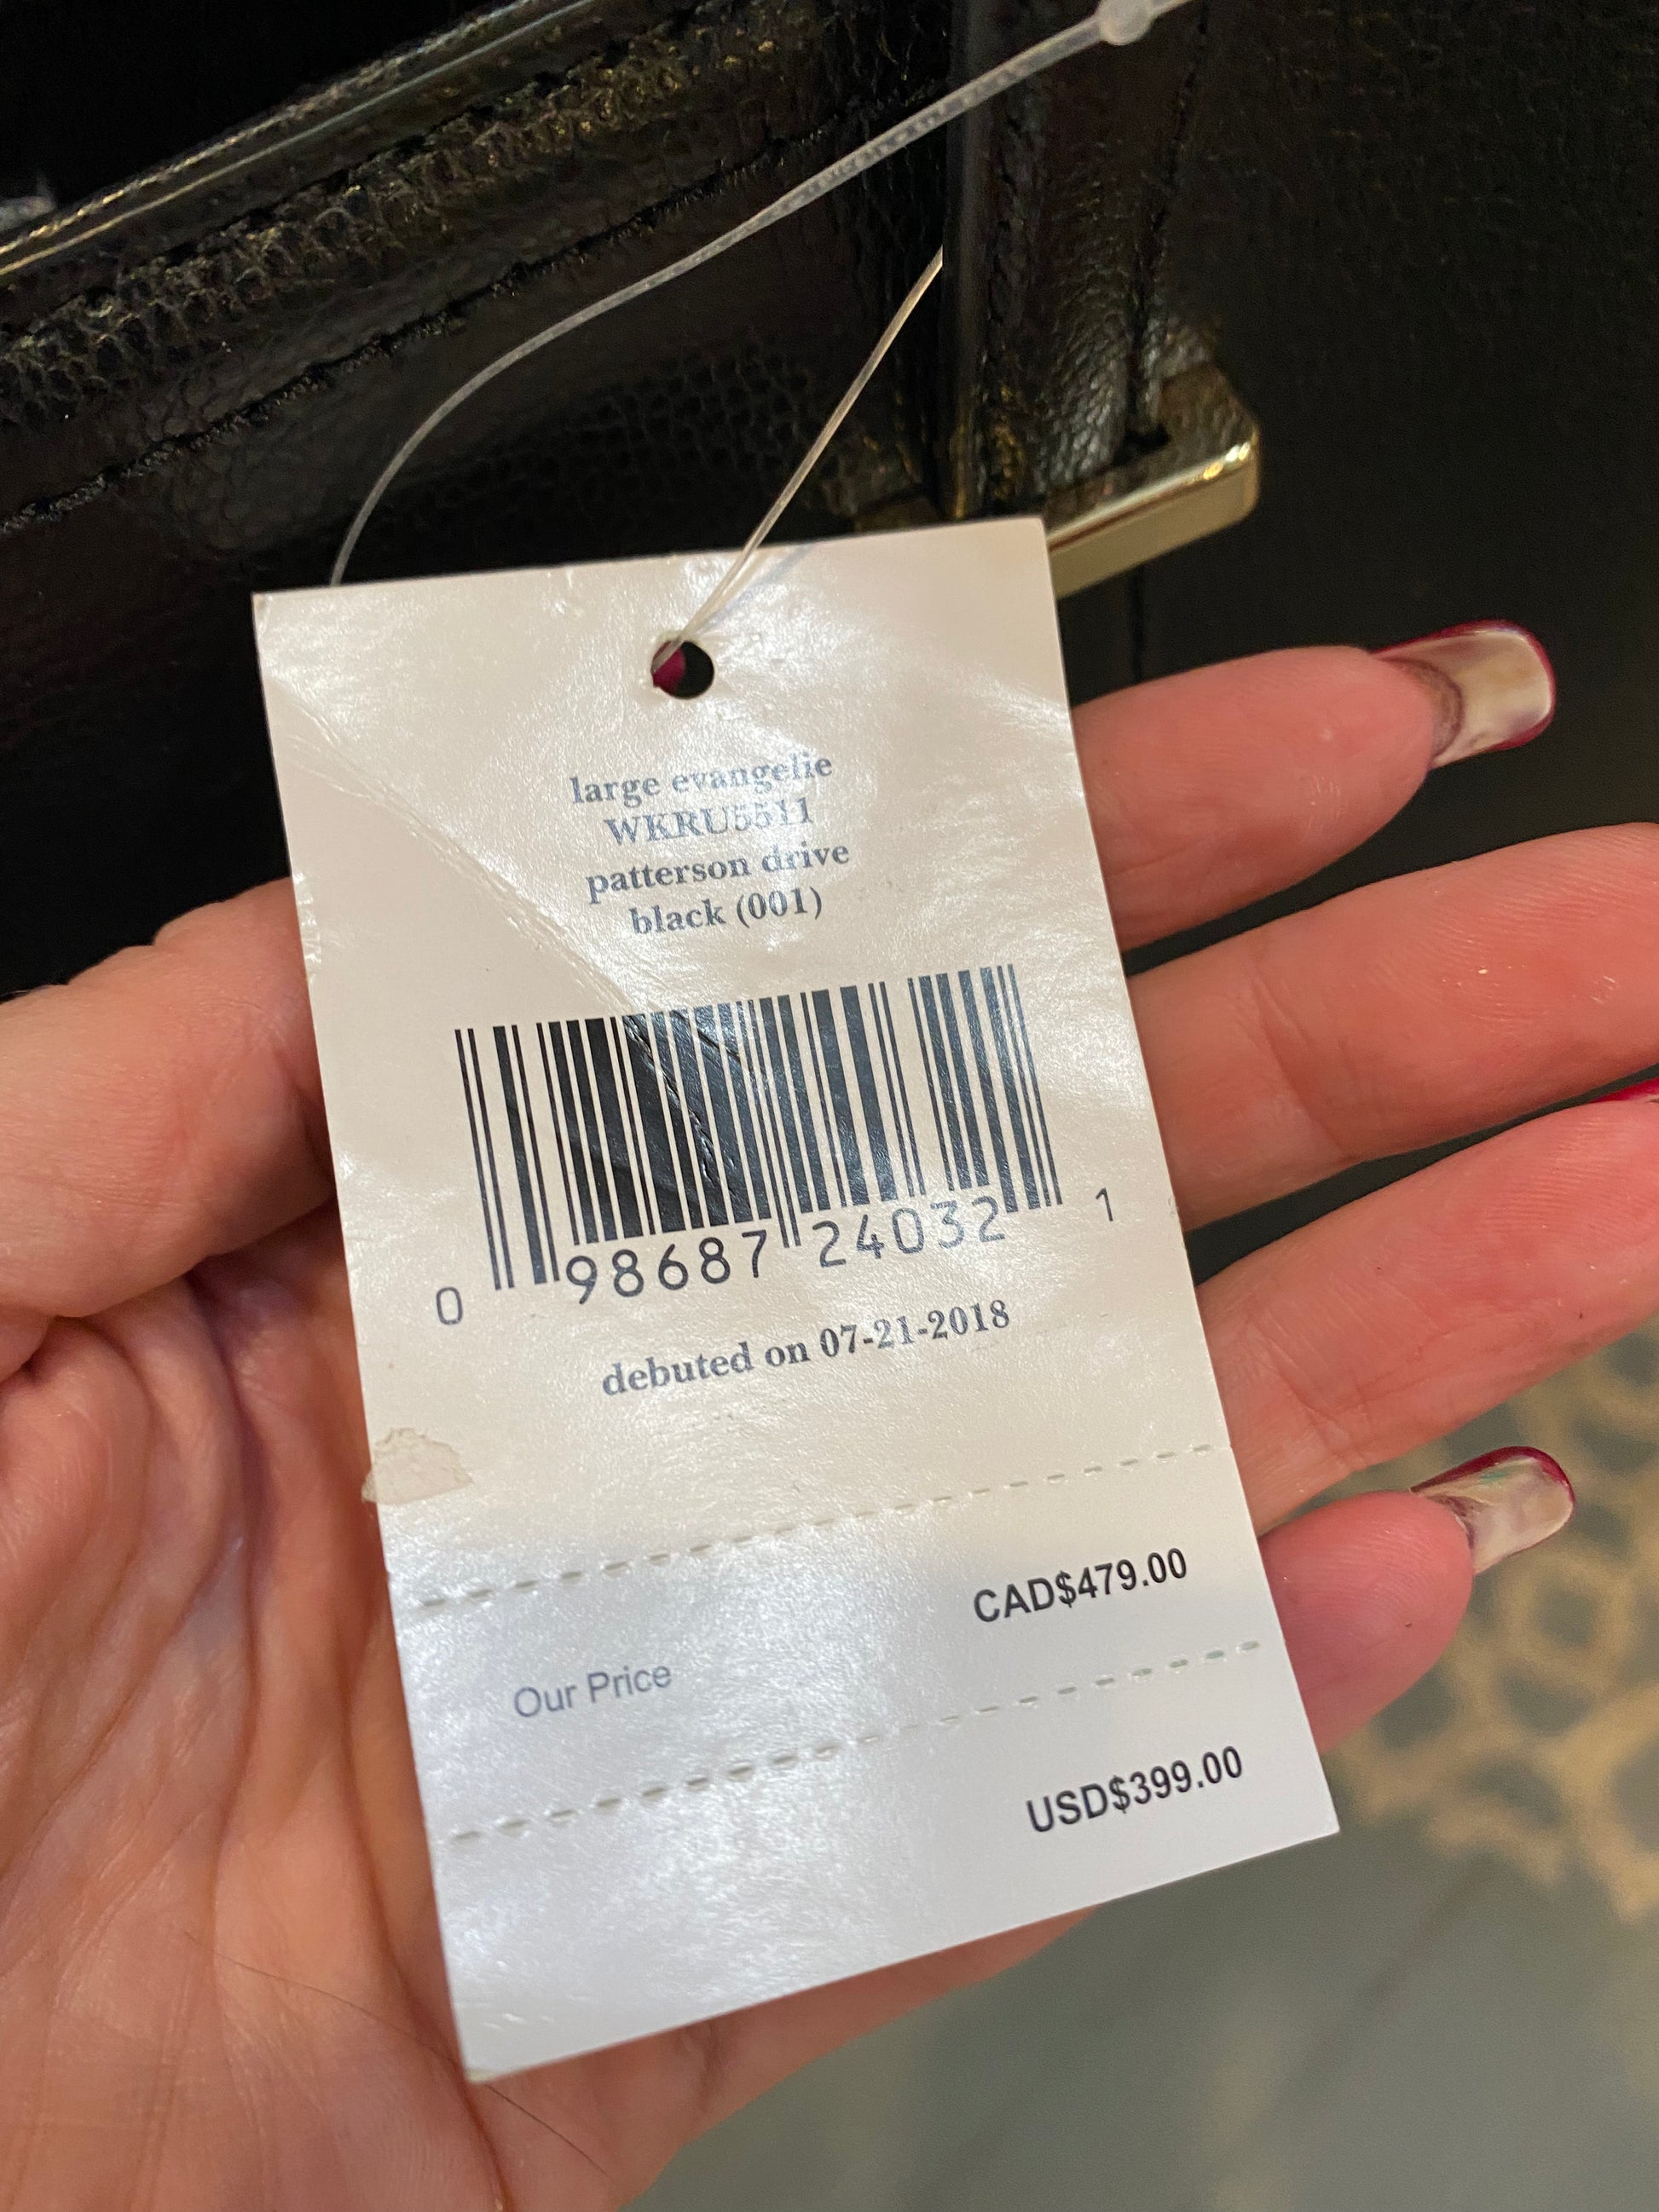 large evangelie
WKRU5511
patterson drive
black (001)
0 98687 24032 1
debuted on 07-21-2018
CAD$479.00
Our Price
USD$399.00